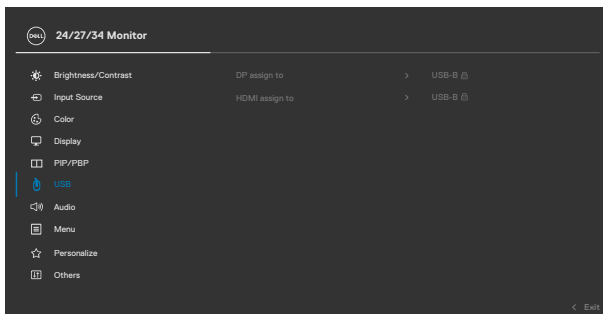 DELL 24/27/34 Monitor
Brightness/Contrast DP assign to > USB-B
Input Source HDMI assign to > USB-B
Color
Display
PIP/PBP
USB
Audio
Menu
Personalize
Others
< Exit